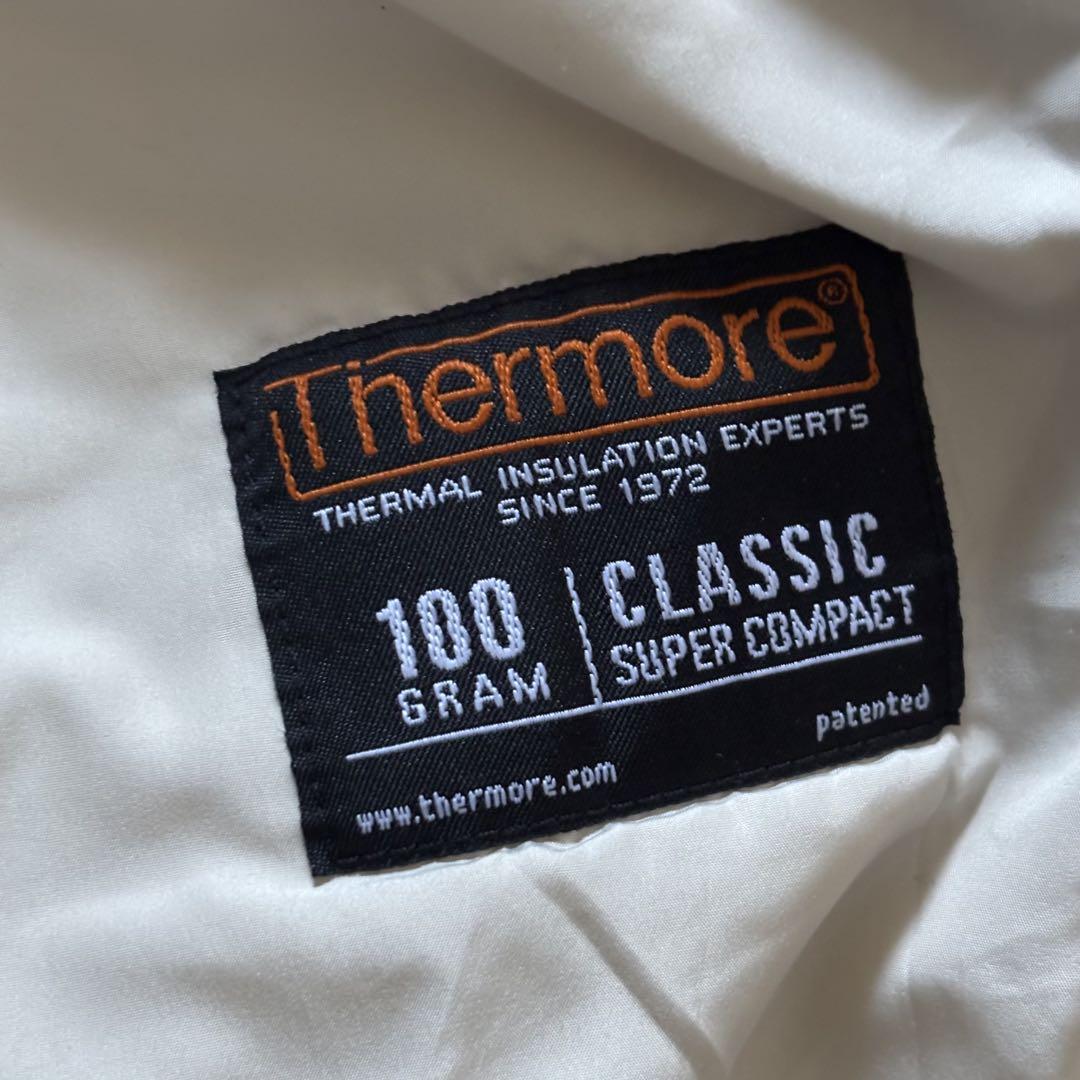 Thermore®
THERMAL INSULATION EXPERTS
SINCE 1972
100
GRAM
CLASSIC
SUPER COMPACT
patented
www.thermore.com